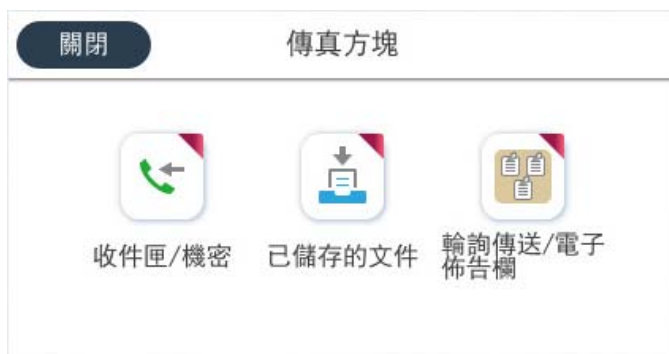 關閉
傳真方塊
收件匣/機密
已儲存的文件
輪詢傳送/電子
佈告欄